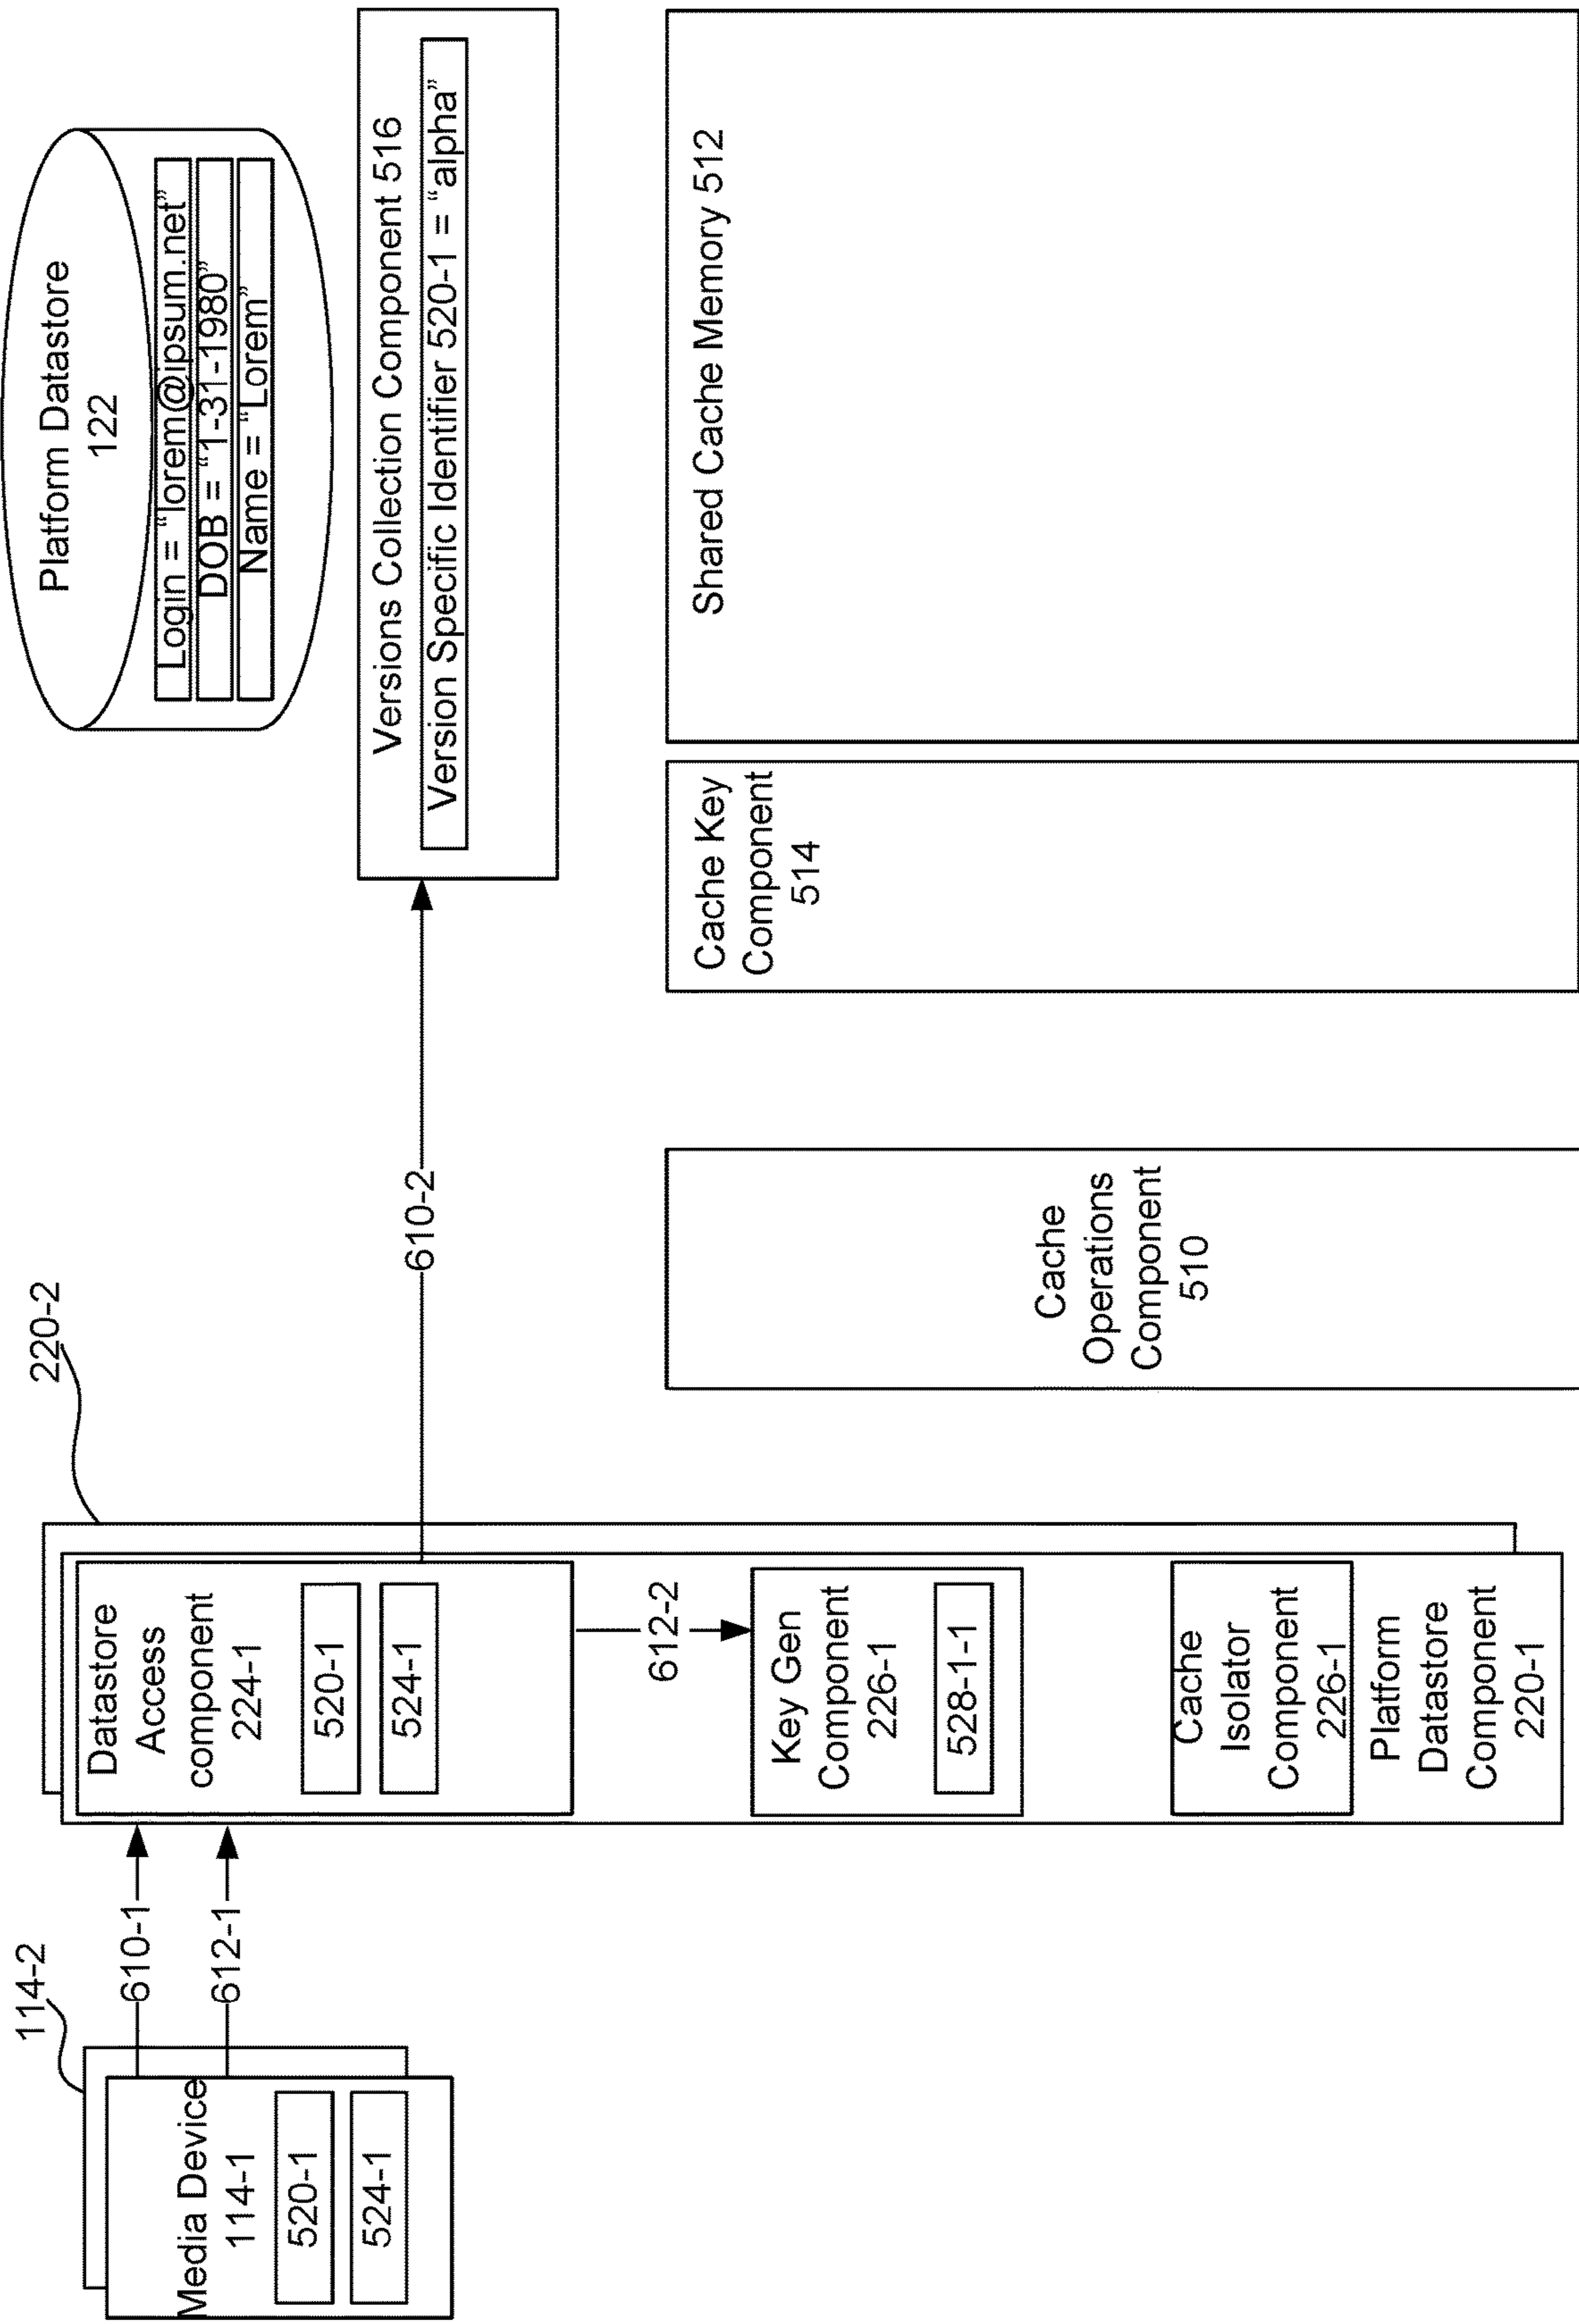 114-2
Media Device
114-1
520-1
524-1
610-1
612-1
220-2
Datastore
Access
component
224-1
520-1
524-1
612-2
Key Gen
Component
226-1
528-1-1
Cache
Isolator
Component
226-1
Platform
Datastore
Component
220-1
610-2
Cache
Operations
Component
510
Platform Datastore
122
Login = “lorem@ipsum.net”
DOB = “1-31-1980”
Name = “Lorem”
Versions Collection Component 516
Version Specific Identifier 520-1 = “alpha”
Cache Key
Component
514
Shared Cache Memory 512